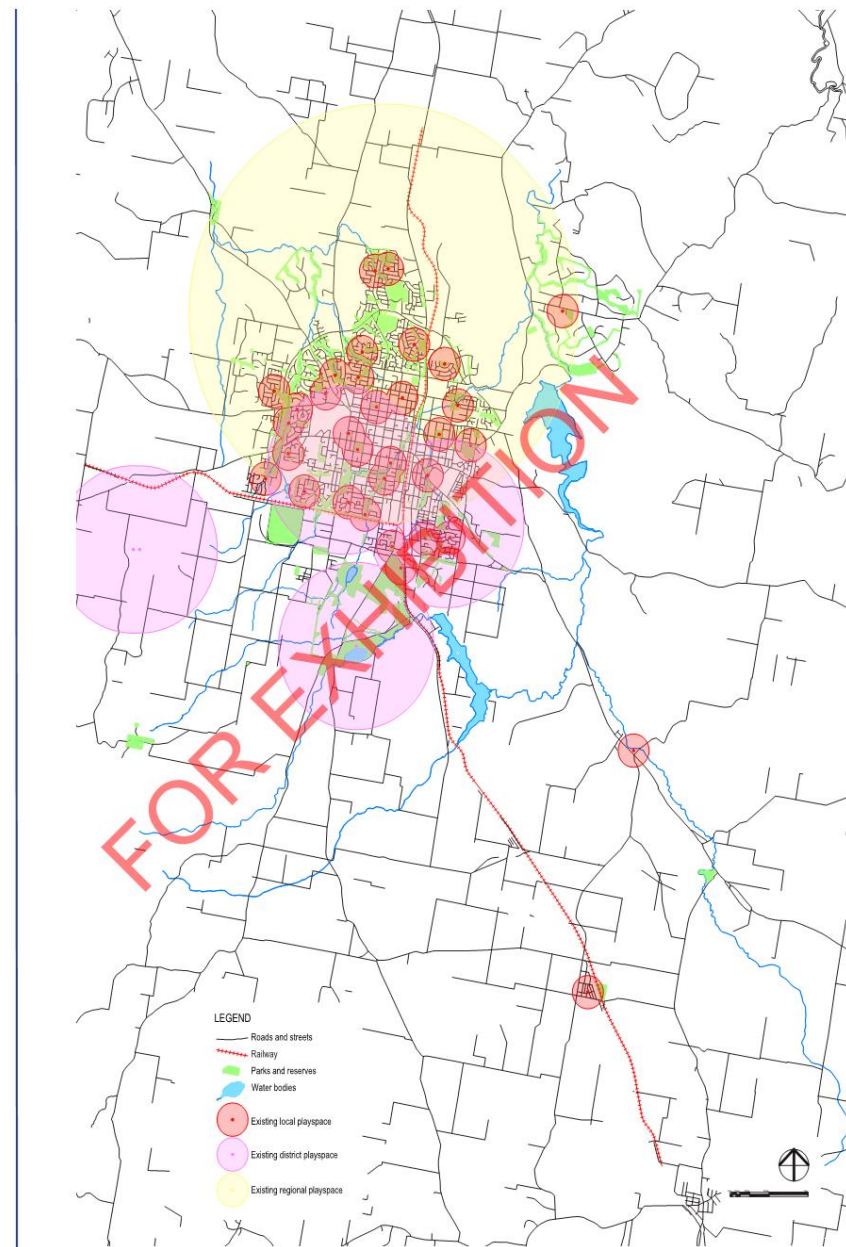 FOR EXHIBITION
LEGEND
Roads and streets
Railway
Parks and reserves
Water bodies
Existing local playspace
Existing district playspace
Existing regional playspace